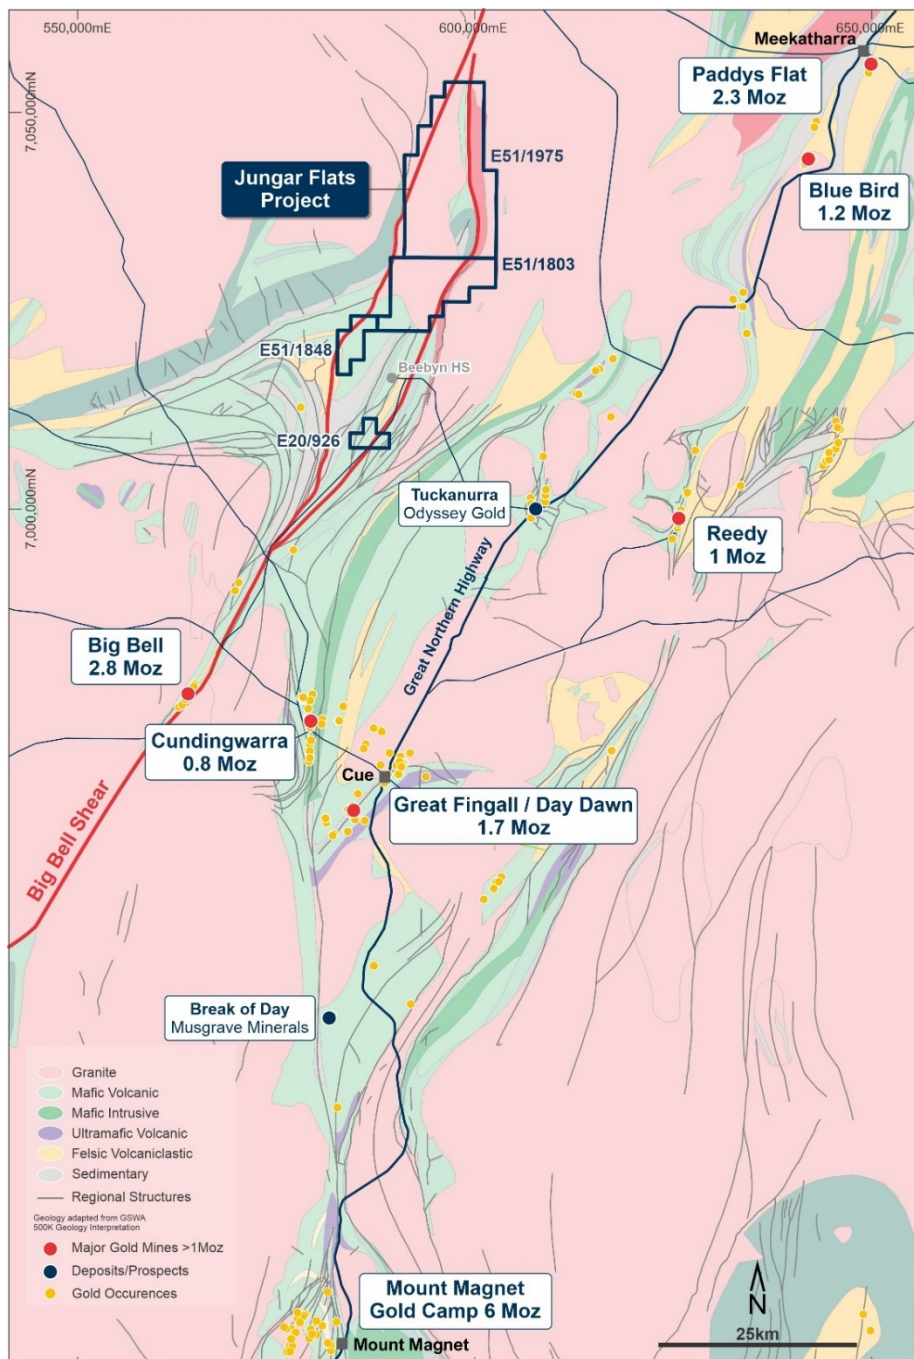 550,000mE
600,000mE
650,000mE
Meekatharra
Paddys Flat
2.3 Moz
7,050,000mN
E51/1975
Jungar Flats
Project
Blue Bird
1.2 Moz
E51/1803
E51/1848
Beebyn HS
E20/926
Tuckanurra
Odyssey Gold
7,000,000mN
Reedy
1 Moz
Great Northern Highway
Big Bell
2.8 Moz
Cundingwarra
0.8 Moz
Cue
Great Fingall / Day Dawn
1.7 Moz
Big Bell Shear
Break of Day
Musgrave Minerals
Granite
Mafic Volcanic
Mafic Intrusive
Ultramafic Volcanic
Felsic Volcaniclastic
Sedimentary
Regional Structures
Geology adapted from GSWA
500K Geology Interpretation
Major Gold Mines >1Moz
Deposits/Prospects
Gold Occurences
Mount Magnet
Gold Camp 6 Moz
Mount Magnet
N
25km